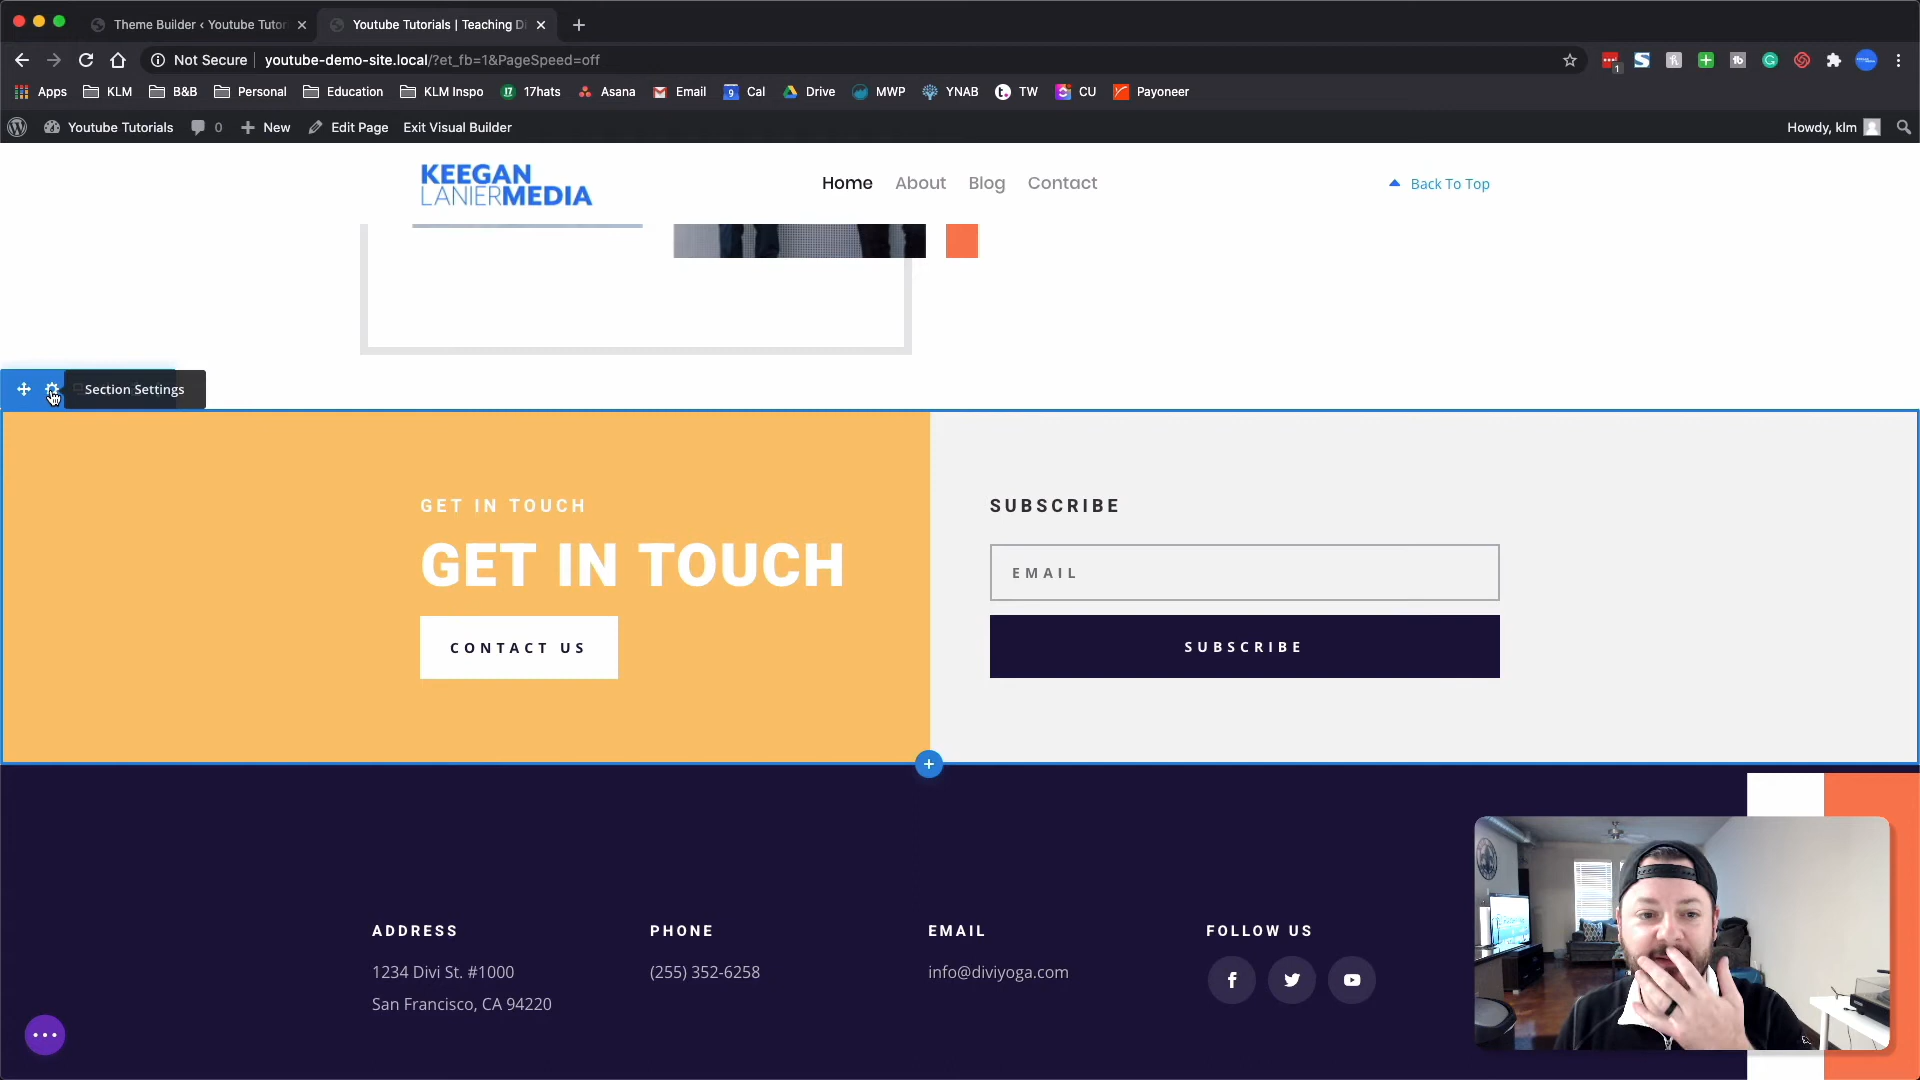 Theme Builder ‹ Youtube Tutor
Youtube Tutorials | Teaching Di
Not Secure
youtube-demo-site.local/?et_fb=1&PageSpeed=off
1
Apps
KLM
B&B
Personal
Education
KLM Inspo
17
17hats
Asana
Email
9
Cal
Drive
MWP
YNAB
TW
CU
Payoneer
Youtube Tutorials
0
New
Edit Page
Exit Visual Builder
Howdy, klm
KEEGAN
LANIERMEDIA
Home
About
Blog
Contact
Back To Top
Section Settings
GET IN TOUCH
GET IN TOUCH
CONTACT US
SUBSCRIBE
EMAIL
SUBSCRIBE
ADDRESS
1234 Divi St. #1000
San Francisco, CA 94220
PHONE
(255) 352-6258
EMAIL
info@diviyoga.com
FOLLOW US